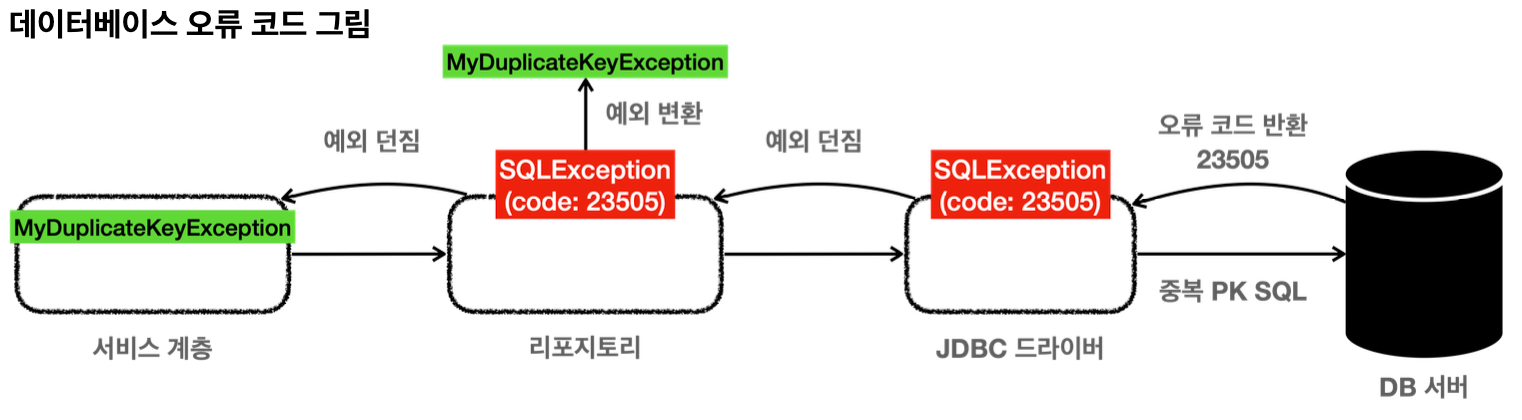 데이터베이스 오류 코드 그림
MyDuplicateKeyException
예외 변환
예외 던짐
SQLException
(code: 23505)
예외 던짐
SQLException
(code: 23505)
오류 코드 반환
23505
MyDuplicateKeyException
중복 PK SQL
서비스 계층
리포지토리
JDBC 드라이버
DB 서버